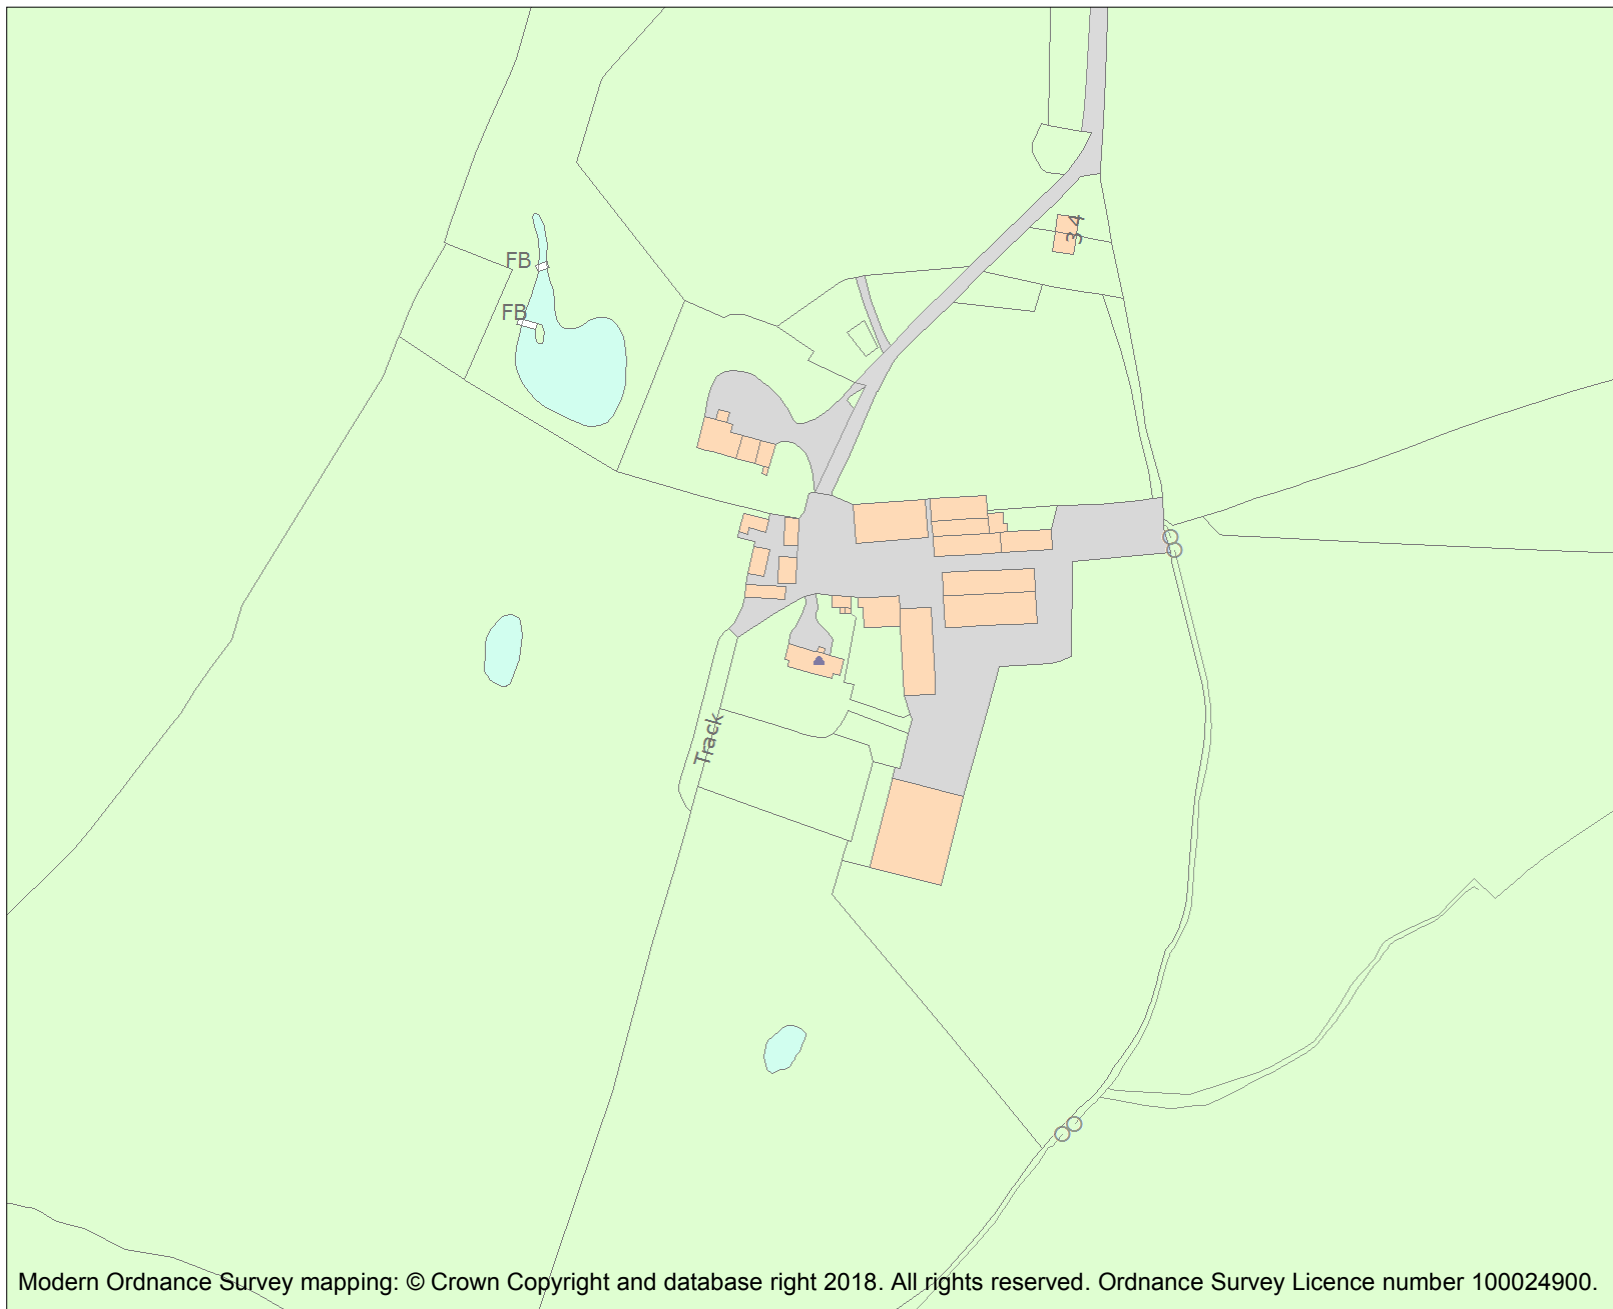 34
FB
FB
Track
Modern Ordnance Survey mapping: © Crown Copyright and database right 2018. All rights reserved. Ordnance Survey Licence number 100024900.